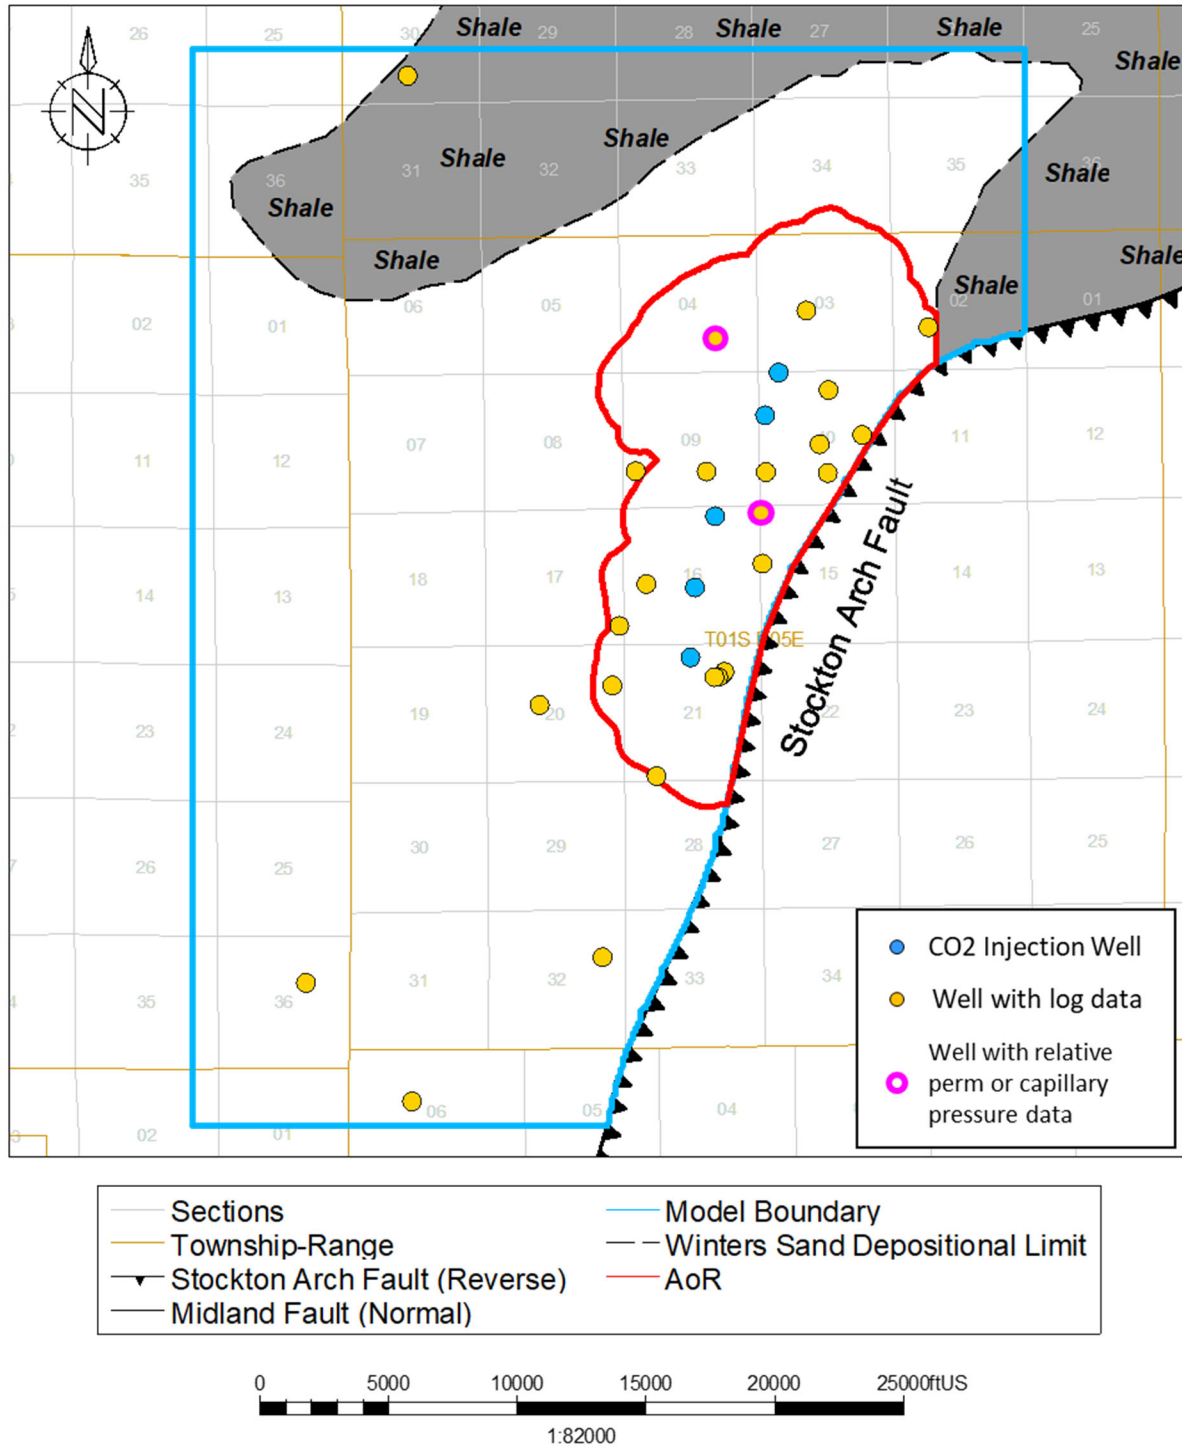 Shale
Shale
Shale
26
25
30
29
28
27
25
Shale
N
Shale
Shale
35
36
31
32
33
34
35
36
Shale
Shale
Shale
Shale
Shale
02
01
06
05
04
03
02
01
11
12
07
08
09
10
11
12
14
13
18
17
16
15
14
13
T01S R05E
Stockton Arch Fault
23
24
19
20
21
22
23
24
26
25
30
29
28
27
26
25
35
36
31
32
33
34
02
01
06
05
04
CO2 Injection Well
Well with log data
Well with relative
perm or capillary
pressure data
Sections
Model Boundary
Township-Range
Winters Sand Depositional Limit
Stockton Arch Fault (Reverse)
AoR
Midland Fault (Normal)
0 5000 10000 15000 20000 25000ftUS
1:82000